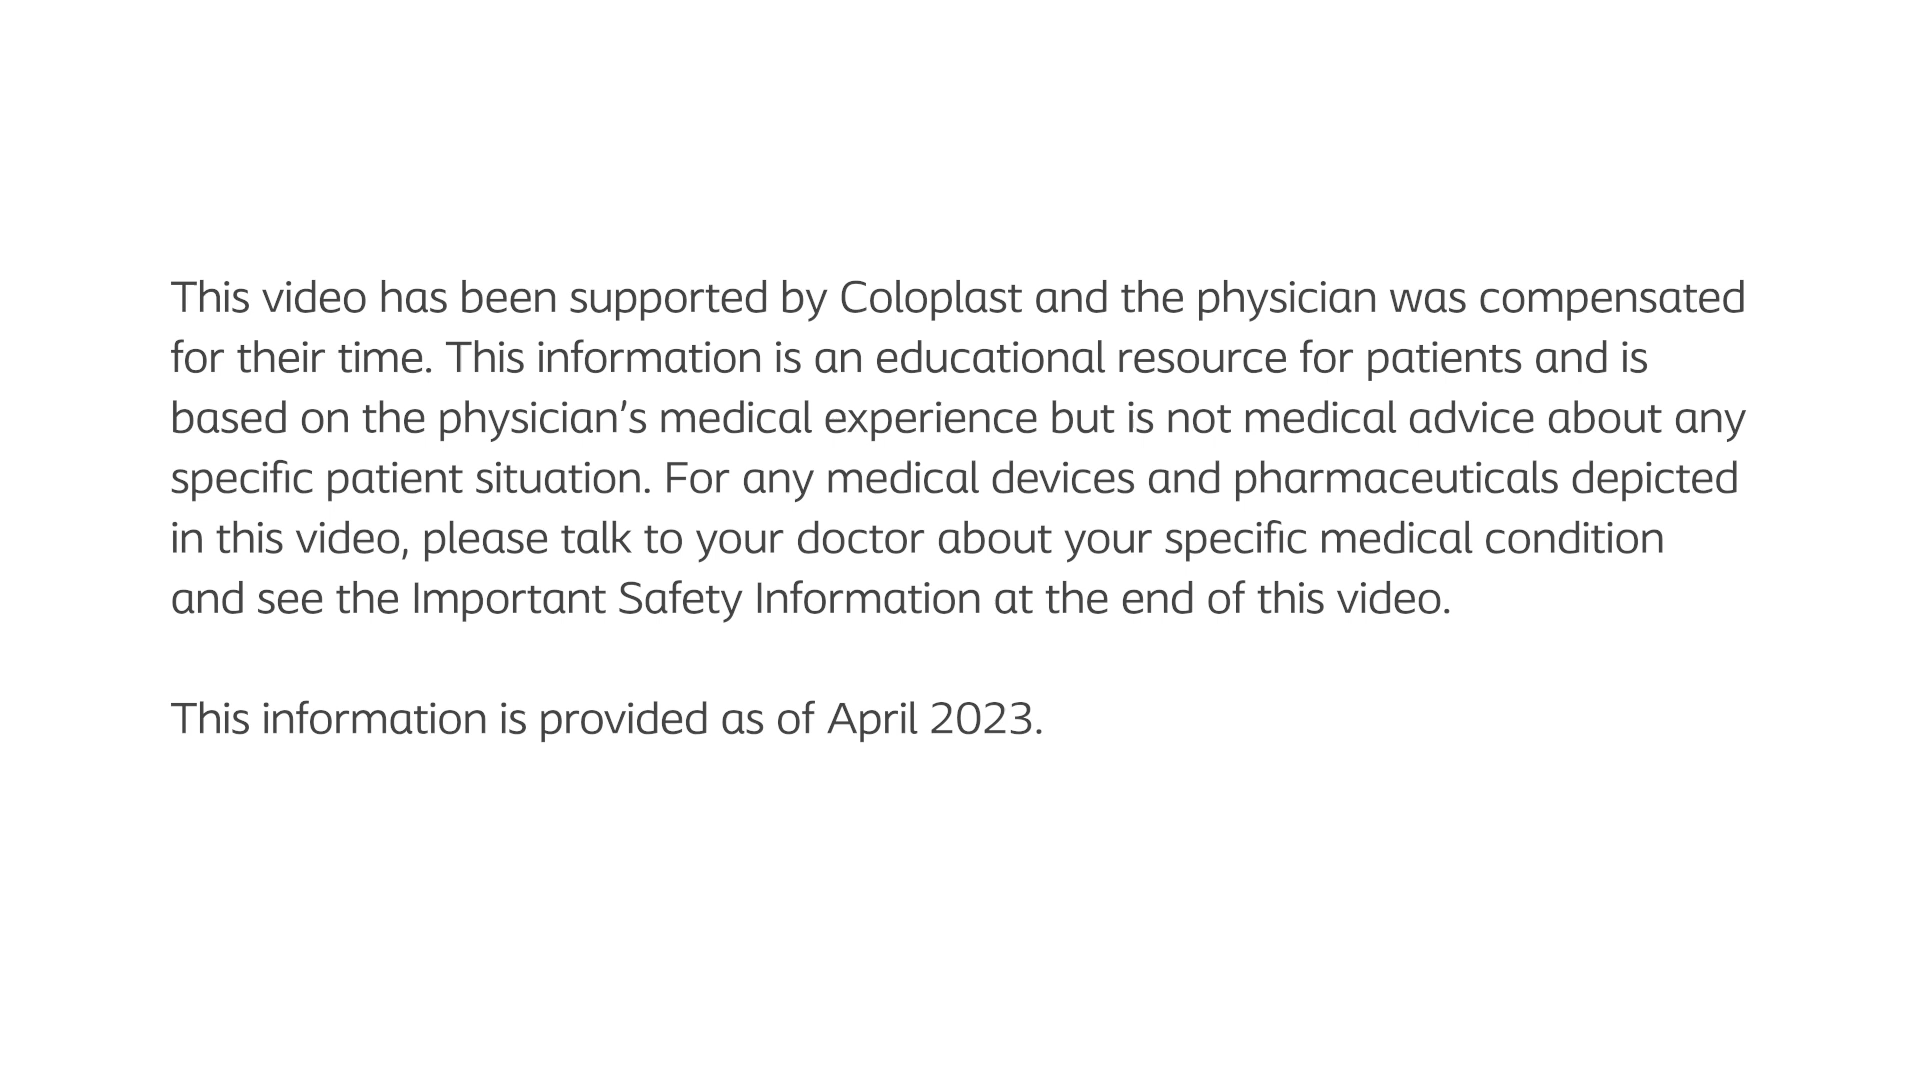 This video has been supported by Coloplast and the physician was compensated
for their time. This information is an educational resource for patients and is
based on the physician’s medical experience but is not medical advice about any
specific patient situation. For any medical devices and pharmaceuticals depicted
in this video, please talk to your doctor about your specific medical condition
and see the Important Safety Information at the end of this video.
This information is provided as of April 2023.